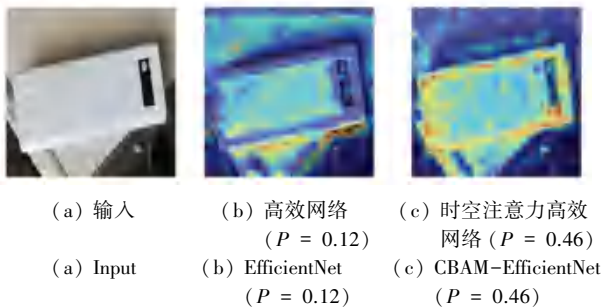 (a) 输入
(b) 高效网络
(P = 0.12)
(c) 时空注意力高效
网络 (P = 0.46)
(a) Input
(b) EfficientNet
(P = 0.12)
(c) CBAM-EfficientNet
(P = 0.46)